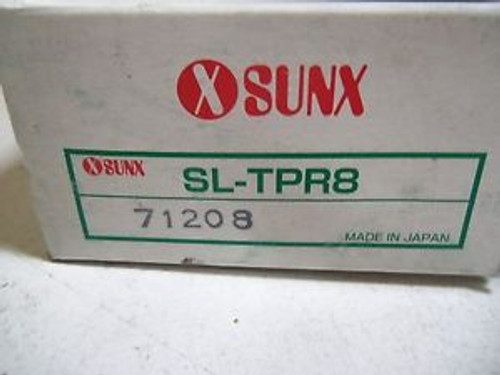 SUNX
SUNX SL-TPR8
71208
MADE IN JAPAN